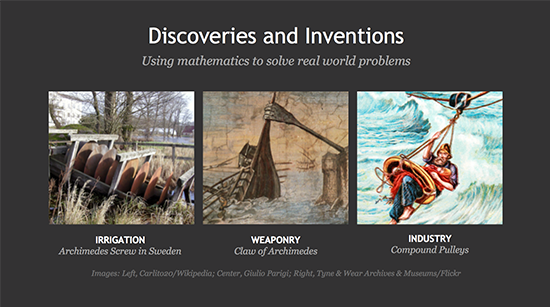 Discoveries and Inventions
Using mathematics to solve real world problems
IRRIGATION
Archimedes Screw in Sweden
WEAPONRY
Claw of Archimedes
INDUSTRY
Compound Pulleys
Images: Left, Carlito20/Wikipedia; Center, Giulio Parigi; Right, Tyne & Wear Archives & Museums/Flickr